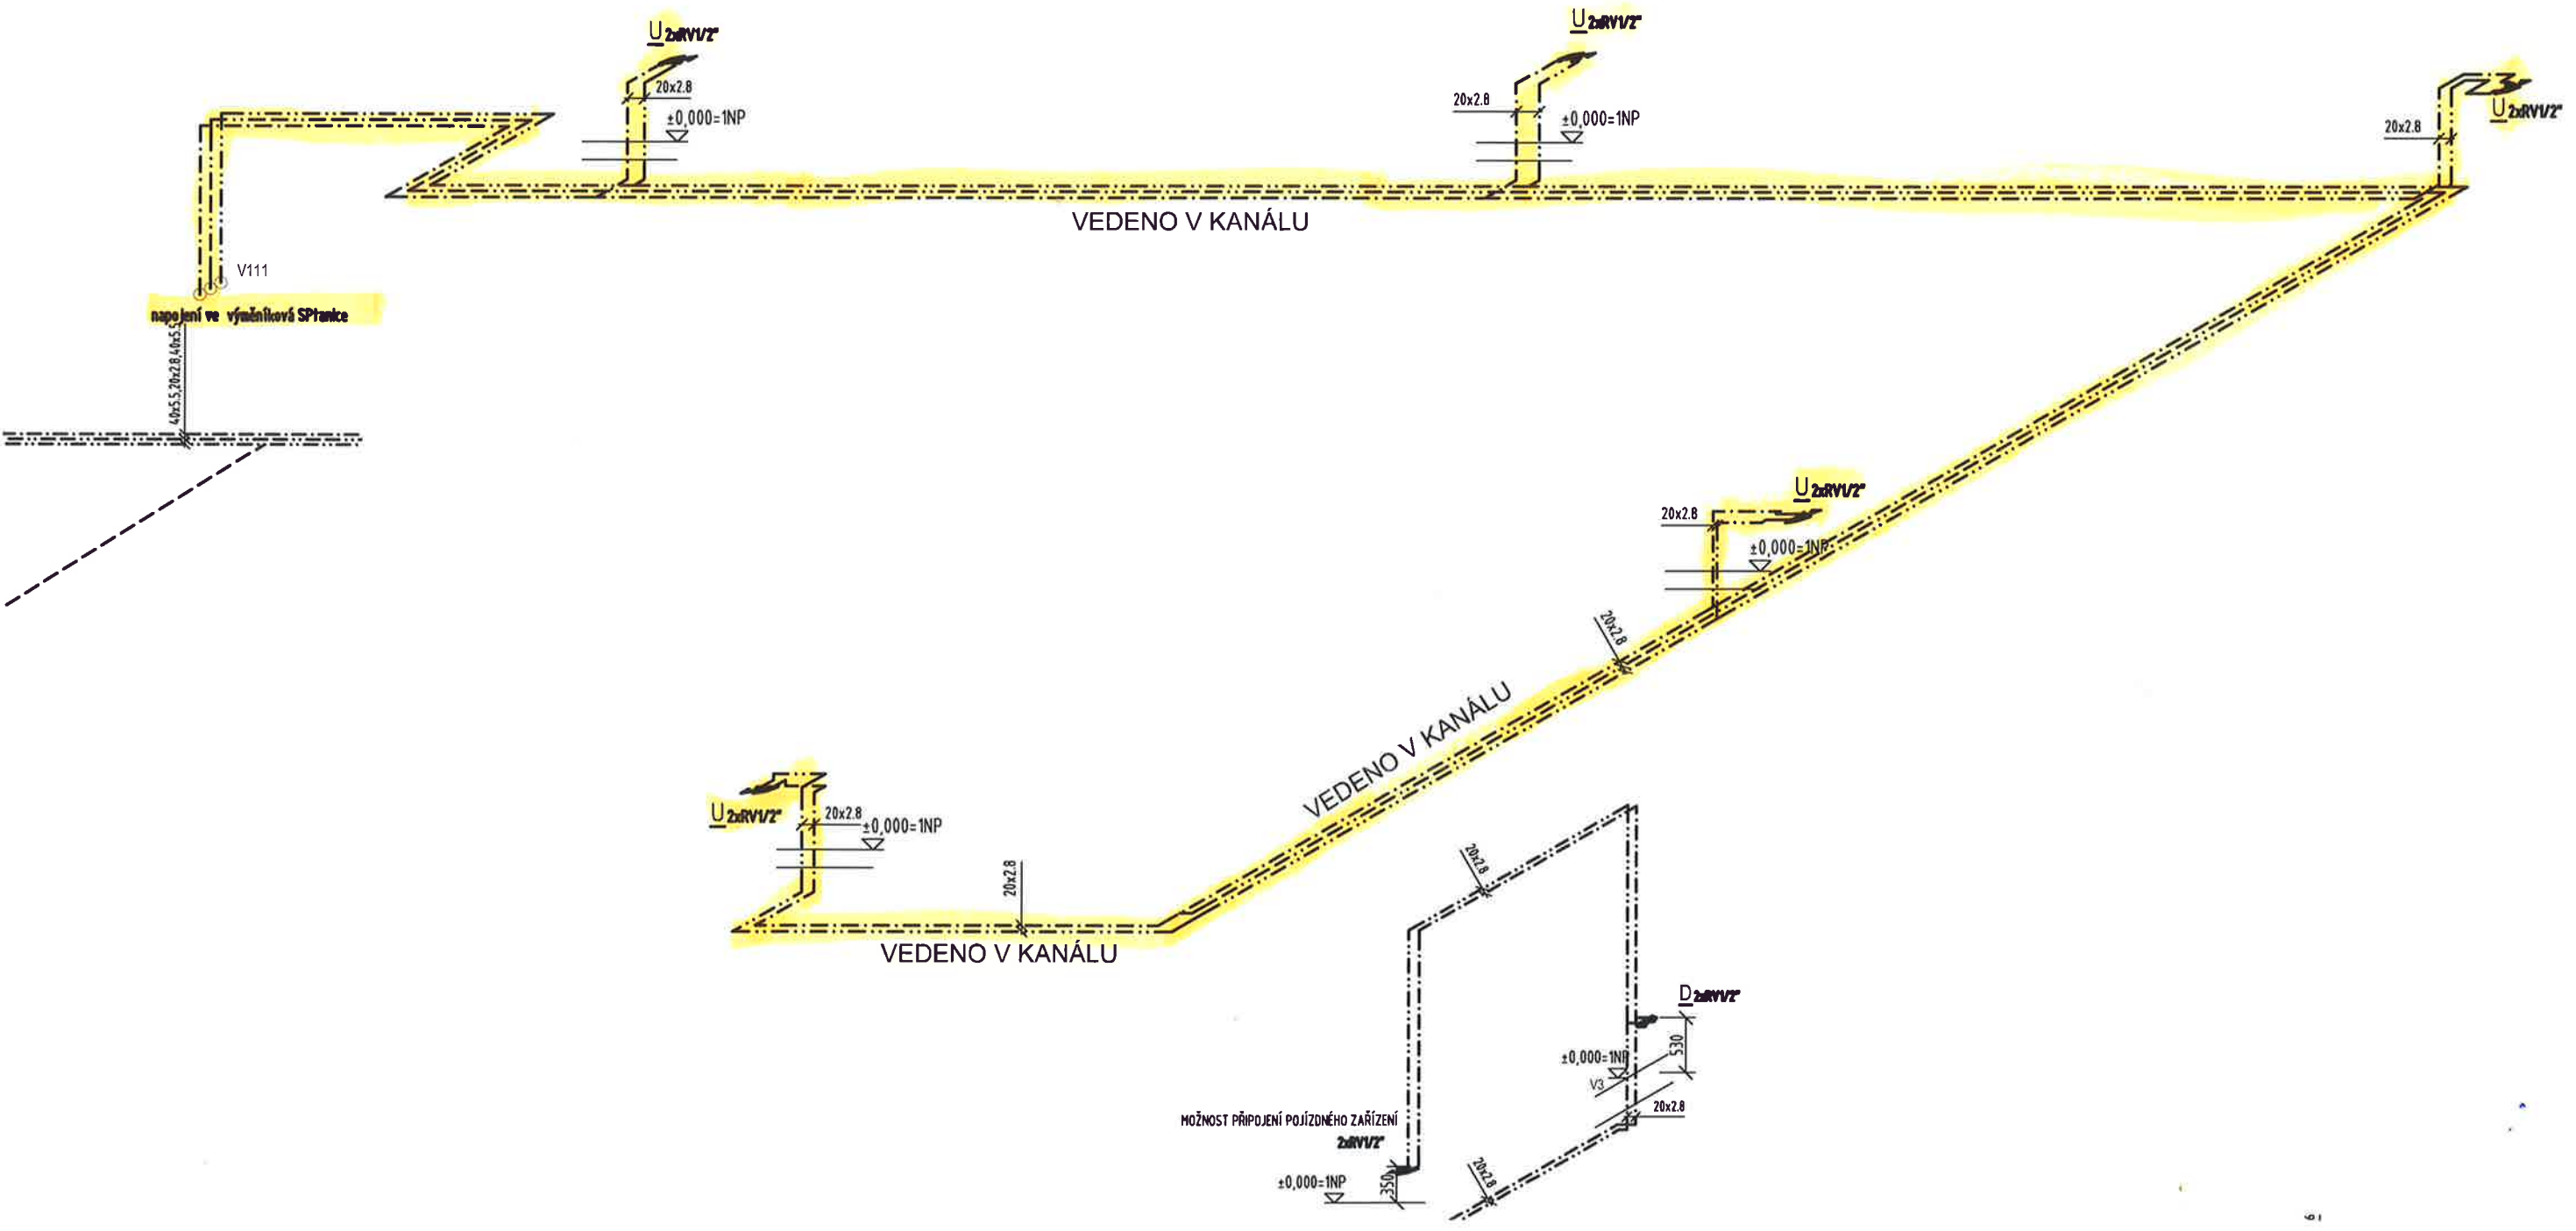 U 2xRV1/2"
20x2.8
±0,000=1NP
U 2xRV1/2"
20x2.8
±0,000=1NP
U 2xRV1/2"
20x2.8
VEDENO V KANÁLU
V111
napojení ve výměníková SPtanice
40x5.5,20x2.8,40x5.5
U 2xRV1/2"
20x2.8
±0,000=1NP
20x2.8
VEDENO V KANÁLU
U 2xRV1/2"
20x2.8
±0,000=1NP
20x2.8
VEDENO V KANÁLU
20x2.8
D 2xRV1/2"
530
±0,000=1NP
V3
20x2.8
MOŽNOST PŘIPOJENÍ POJÍZDNÉHO ZAŘÍZENÍ
2xRV1/2"
350
±0,000=1NP
20x2.8